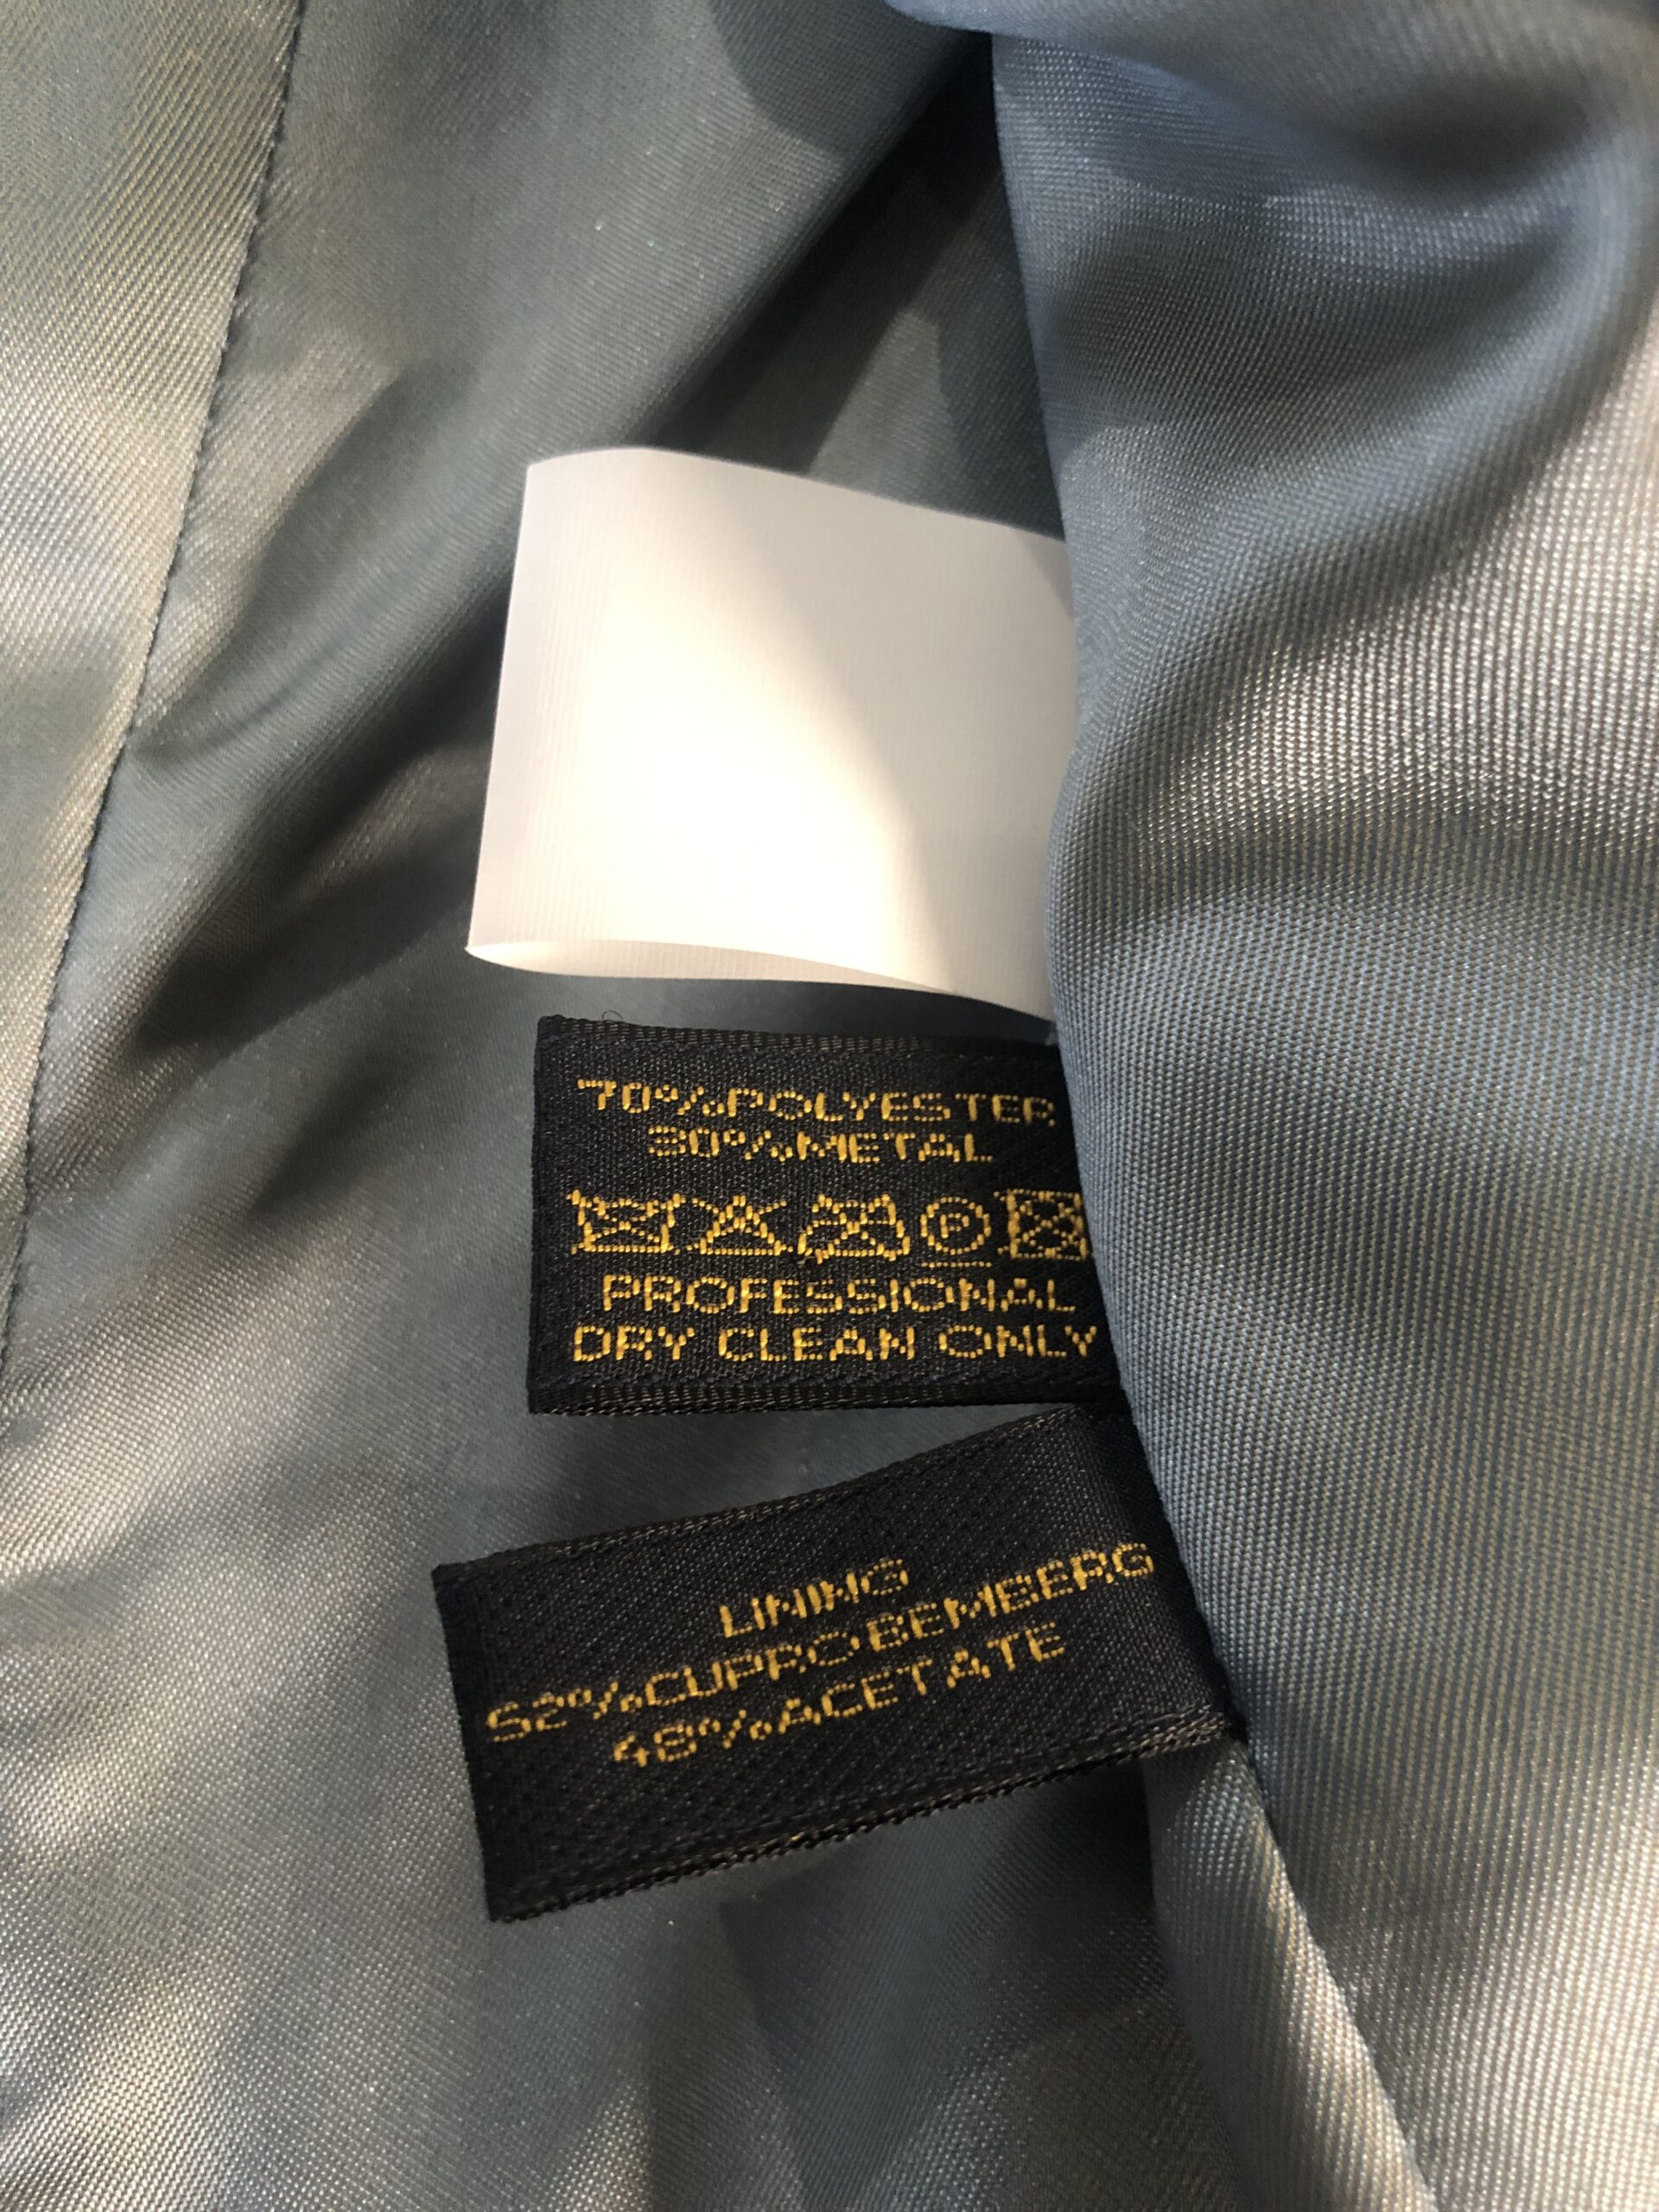 70%POLYESTER
30%METAL
P
PROFESSIONAL
DRY CLEAN ONLY
LINING
52%CUPRO BEMBERG
48%ACETATE